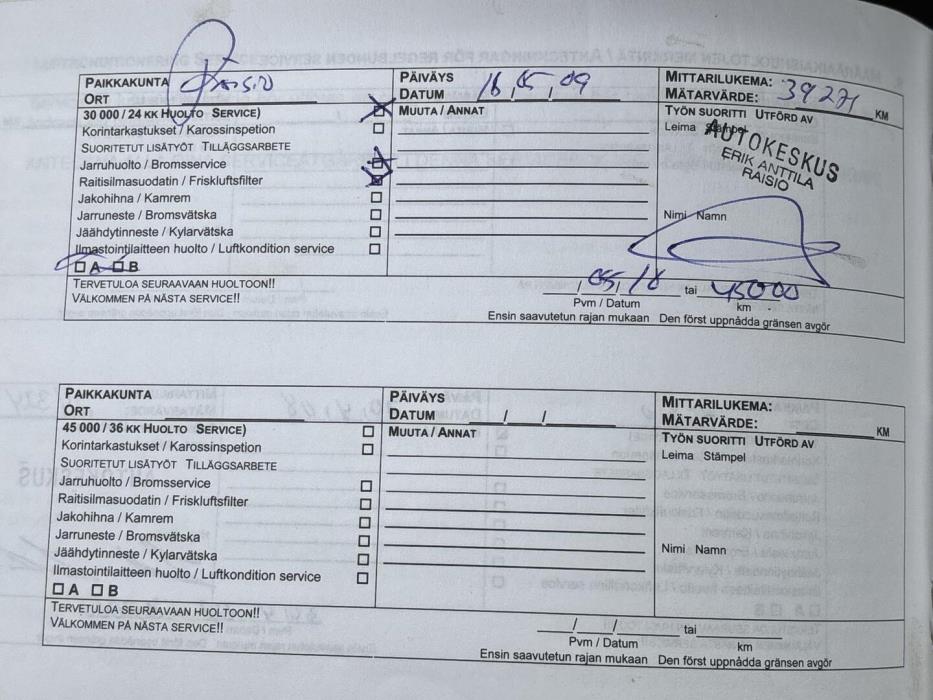 PAIKKAKUNTA
ORT Raisio
PÄIVÄYS
DATUM 16, 05, 09
MITTARILUKEMA:
MÄTARVÄRDE: 39271 KM
30 000 / 24 KK HUOLTO SERVICE)
Korintarkastukset / Karossinspetion
SUORITETUT LISÄTYÖT TILLÄGGSARBETE
Jarruhuolto / Bromsservice
Raitisilmasuodatin / Friskluftsfilter
Jakohihna / Kamrem
Jarruneste / Bromsvätska
Jäähdytinneste / Kylarvätska
Ilmastointilaitteen huolto / Luftkondition service
A B
MUUTA / ANNAT
TYÖN SUORITTI UTFÖRD AV
Leima Stämpel
AUTOKESKUS
ERIK ANTTILA
RAISIO
Nimi Namn
TERVETULOA SEURAAVAAN HUOLTOON!!
VÄLKOMMEN PÅ NÄSTA SERVICE!!
, 05, 10 tai 45000
Pvm / Datum km
Ensin saavutetun rajan mukaan Den först uppnådda gränsen avgör
PAIKKAKUNTA
ORT
PÄIVÄYS
DATUM / /
MITTARILUKEMA:
MÄTARVÄRDE: KM
45 000 / 36 KK HUOLTO SERVICE)
Korintarkastukset / Karossinspetion
SUORITETUT LISÄTYÖT TILLÄGGSARBETE
Jarruhuolto / Bromsservice
Raitisilmasuodatin / Friskluftsfilter
Jakohihna / Kamrem
Jarruneste / Bromsvätska
Jäähdytinneste / Kylarvätska
Ilmastointilaitteen huolto / Luftkondition service
A B
MUUTA / ANNAT
TYÖN SUORITTI UTFÖRD AV
Leima Stämpel
Nimi Namn
TERVETULOA SEURAAVAAN HUOLTOON!!
VÄLKOMMEN PÅ NÄSTA SERVICE!!
/ / tai
Pvm / Datum km
Ensin saavutetun rajan mukaan Den först uppnådda gränsen avgör